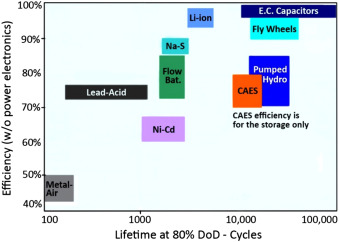 100%
90%
80%
70%
60%
50%
40%
Efficiency (w/o power electronics)
E.C. Capacitors
Li-ion
Fly Wheels
Na-S
Flow
Bat.
Pumped
Hydro
Lead-Acid
CAES
CAES efficiency is
for the storage only
Ni-Cd
Metal-
Air
100
1000
10,000
100,000
Lifetime at 80% DoD - Cycles